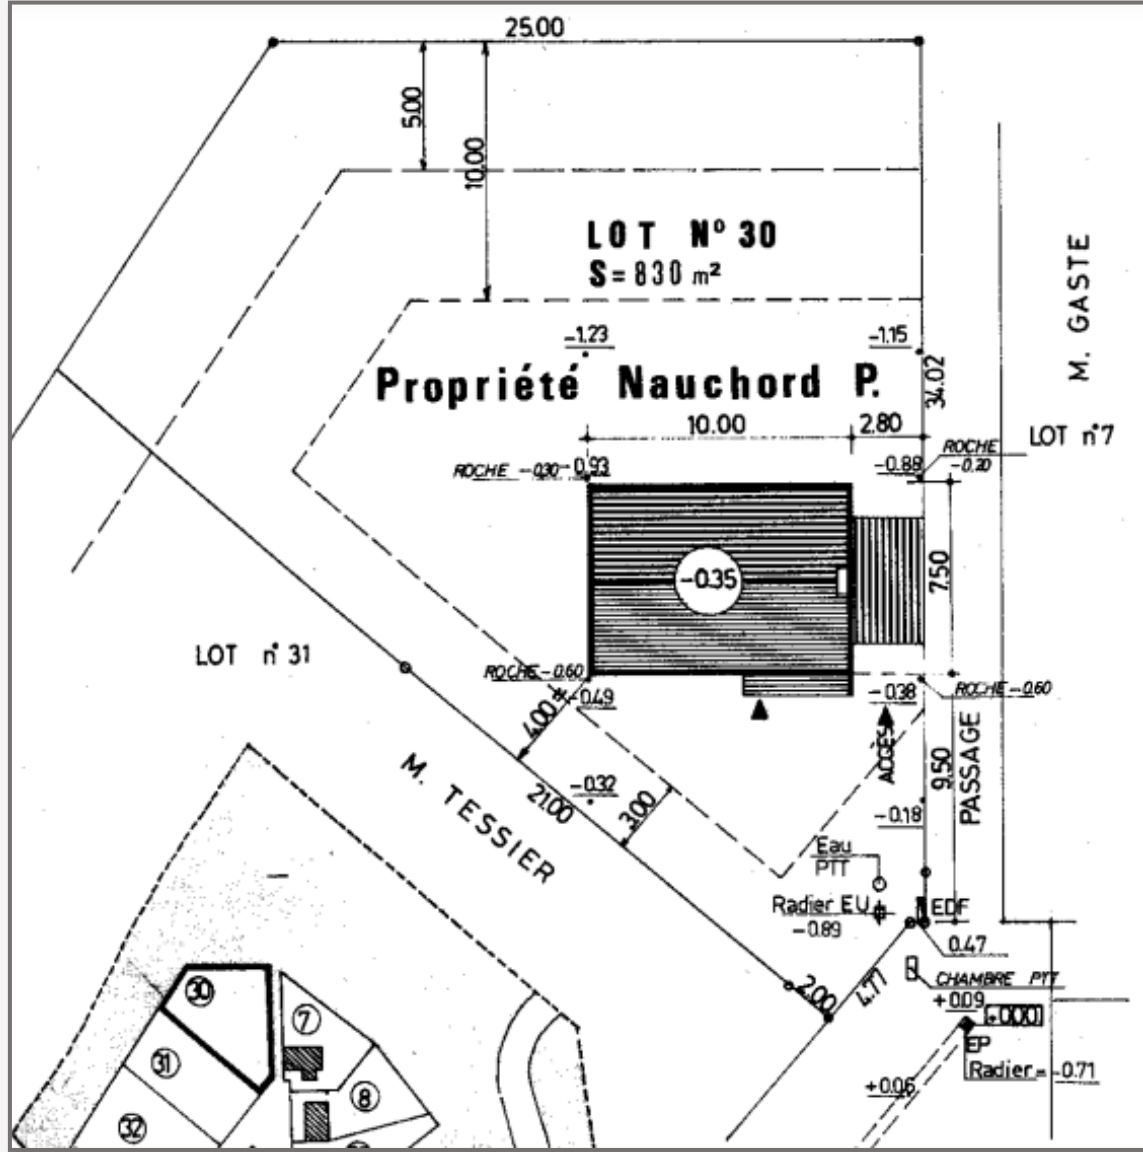 25.00
5.00
10.00
LOT N° 30
S = 830 m²
M. GASTE
-1.23
-1.15
34.02
Propriété Nauchord P.
10.00
2.80
LOT n°7
ROCHE -0.30
-0.93
-0.88
ROCHE
-0.20
-0.35
7.50
LOT n° 31
ROCHE -0.60
-0.49
-0.38
ROCHE -0.60
4.00
ACCES
9.50
PASSAGE
M. TESSIER
21.00
-0.32
3.00
-0.18
Eau
PTT
Radier EU
-0.89
EDF
0.47
2.00
4.77
CHAMBRE PTT
+0.09
±0.00
EP
Radier = -0.71
+0.06
30
7
31
8
32